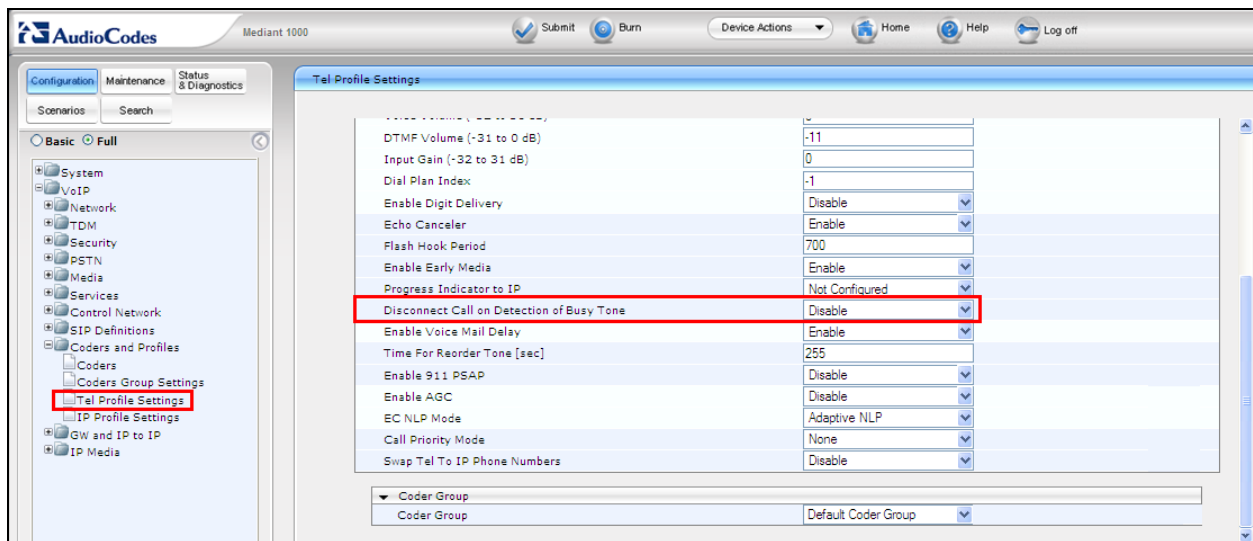 AudioCodes Mediant 1000 Submit Burn Device Actions Home Help Log off
Configuration Maintenance Status & Diagnostics
Scenarios Search
Basic Full
System
VoIP
Network
TDM
Security
PSTN
Media
Services
Control Network
SIP Definitions
Coders and Profiles
Coders
Coders Group Settings
Tel Profile Settings
IP Profile Settings
GW and IP to IP
IP Media
Tel Profile Settings
DTMF Volume (-31 to 0 dB) -11
Input Gain (-32 to 31 dB) 0
Dial Plan Index -1
Enable Digit Delivery Disable
Echo Canceler Enable
Flash Hook Period 700
Enable Early Media Enable
Progress Indicator to IP Not Configured
Disconnect Call on Detection of Busy Tone Disable
Enable Voice Mail Delay Enable
Time For Reorder Tone [sec] 255
Enable 911 PSAP Disable
Enable AGC Disable
EC NLP Mode Adaptive NLP
Call Priority Mode None
Swap Tel To IP Phone Numbers Disable
Coder Group
Coder Group Default Coder Group